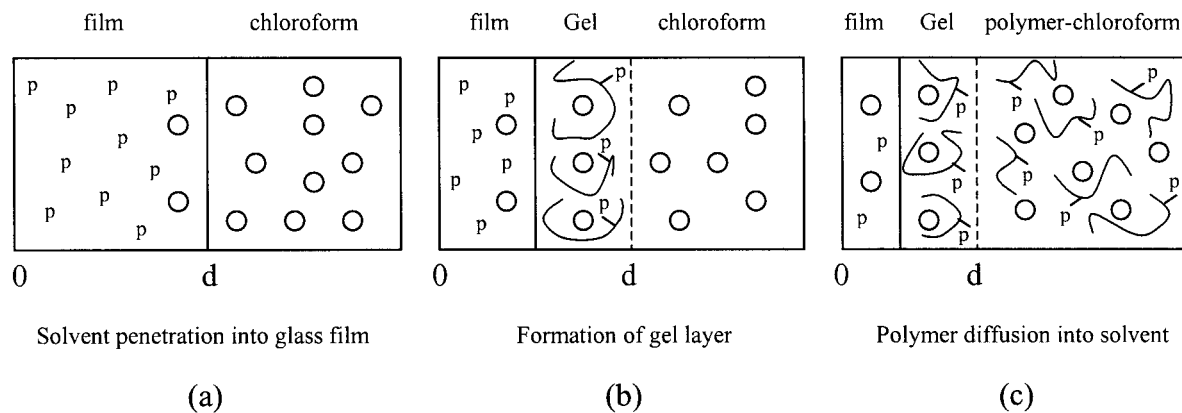 film chloroform
p
p
p
p
p
p
p
p
p
p
0 d
Solvent penetration into glass film
(a)
film Gel chloroform
p
p
p
p
p
p
p
p
p
0 d
Formation of gel layer
(b)
film Gel polymer-chloroform
p
p
p
p
p
p
p
p
p
p
p
0 d
Polymer diffusion into solvent
(c)